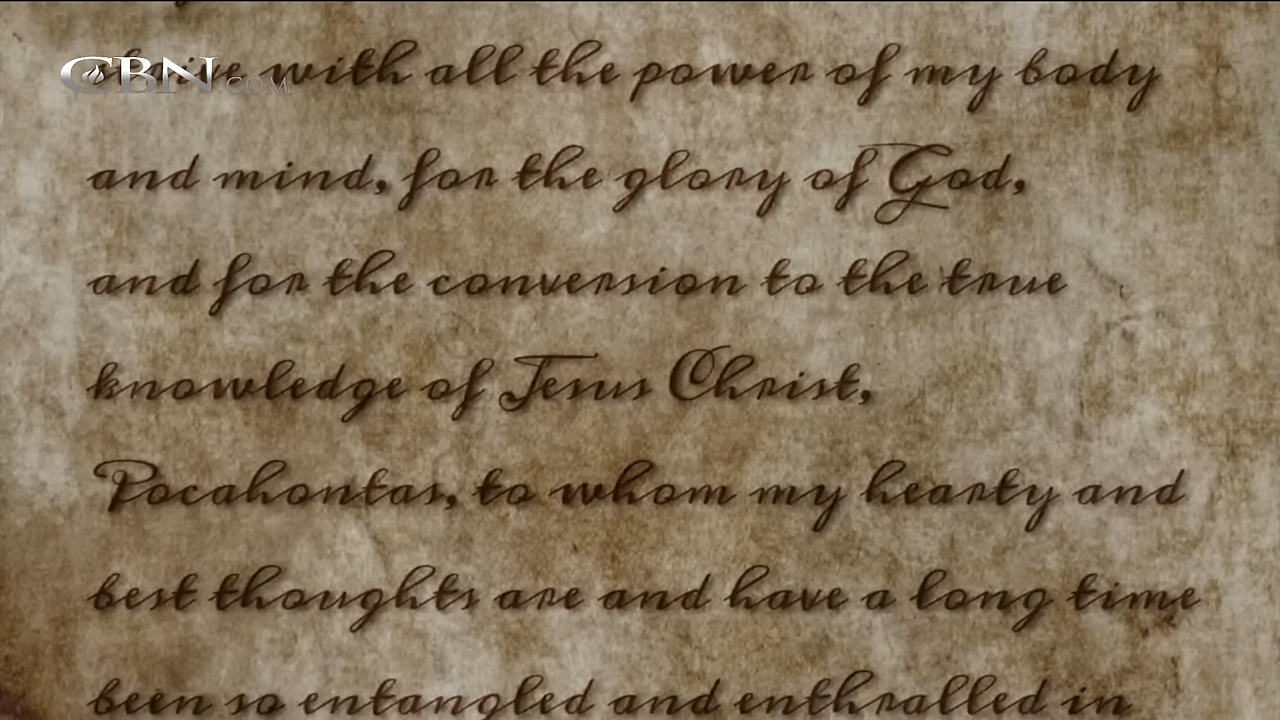 CBN.COM
strive with all the power of my body
and mind, for the glory of God,
and for the conversion to the true
knowledge of Jesus Christ,
Pocahontas, to whom my hearty and
best thoughts are and have a long time
been so entangled and enthralled in